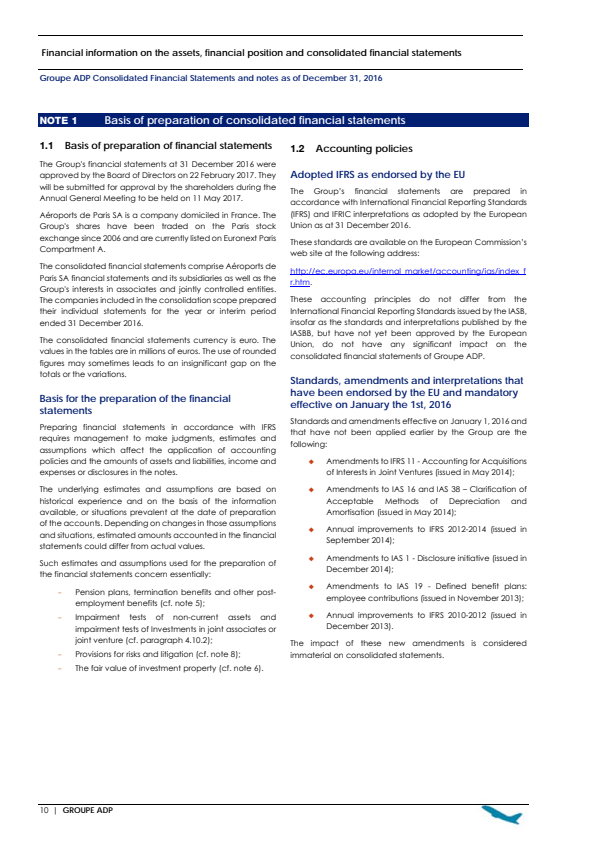 Financial information on the assets, financial position and consolidated financial statements
Groupe ADP Consolidated Financial Statements and notes as of December 31, 2016
NOTE 1 Basis of preparation of consolidated financial statements
1.1 Basis of preparation of financial statements
The Group's financial statements at 31 December 2016 were
approved by the Board of Directors on 22 February 2017. They
will be submitted for approval by the shareholders during the
Annual General Meeting to be held on 11 May 2017.
Aéroports de Paris SA is a company domiciled in France. The
Group's shares have been traded on the Paris stock
exchange since 2006 and are currently listed on Euronext Paris
Compartment A.
The consolidated financial statements comprise Aéroports de
Paris SA financial statements and its subsidiaries as well as the
Group's interests in associates and jointly controlled entities.
The companies included in the consolidation scope prepared
their individual statements for the year or interim period
ended 31 December 2016.
The consolidated financial statements currency is euro. The
values in the tables are in millions of euros. The use of rounded
figures may sometimes leads to an insignificant gap on the
totals or the variations.
Basis for the preparation of the financial
statements
Preparing financial statements in accordance with IFRS
requires management to make judgments, estimates and
assumptions which affect the application of accounting
policies and the amounts of assets and liabilities, income and
expenses or disclosures in the notes.
The underlying estimates and assumptions are based on
historical experience and on the basis of the information
available, or situations prevalent at the date of preparation
of the accounts. Depending on changes in those assumptions
and situations, estimated amounts accounted in the financial
statements could differ from actual values.
Such estimates and assumptions used for the preparation of
the financial statements concern essentially:
– Pension plans, termination benefits and other post-
employment benefits (cf. note 5);
– Impairment tests of non-current assets and
impairment tests of Investments in joint associates or
joint venture (cf. paragraph 4.10.2);
– Provisions for risks and litigation (cf. note 8);
– The fair value of investment property (cf. note 6).
1.2 Accounting policies
Adopted IFRS as endorsed by the EU
The Group's financial statements are prepared in
accordance with International Financial Reporting Standards
(IFRS) and IFRIC interpretations as adopted by the European
Union as at 31 December 2016.
These standards are available on the European Commission's
web site at the following address:
http://ec.europa.eu/internal_market/accounting/ias/index_f
r.htm.
These accounting principles do not differ from the
International Financial Reporting Standards issued by the IASB,
insofar as the standards and interpretations published by the
IASBB, but have not yet been approved by the European
Union, do not have any significant impact on the
consolidated financial statements of Groupe ADP.
Standards, amendments and interpretations that
have been endorsed by the EU and mandatory
effective on January the 1st, 2016
Standards and amendments effective on January 1, 2016 and
that have not been applied earlier by the Group are the
following:
◆ Amendments to IFRS 11 - Accounting for Acquisitions
of Interests in Joint Ventures (issued in May 2014);
◆ Amendments to IAS 16 and IAS 38 – Clarification of
Acceptable Methods of Depreciation and
Amortisation (issued in May 2014);
◆ Annual improvements to IFRS 2012-2014 (issued in
September 2014);
◆ Amendments to IAS 1 - Disclosure initiative (issued in
December 2014);
◆ Amendments to IAS 19 - Defined benefit plans:
employee contributions (issued in November 2013);
◆ Annual improvements to IFRS 2010-2012 (issued in
December 2013).
The impact of these new amendments is considered
immaterial on consolidated statements.
10 | GROUPE ADP